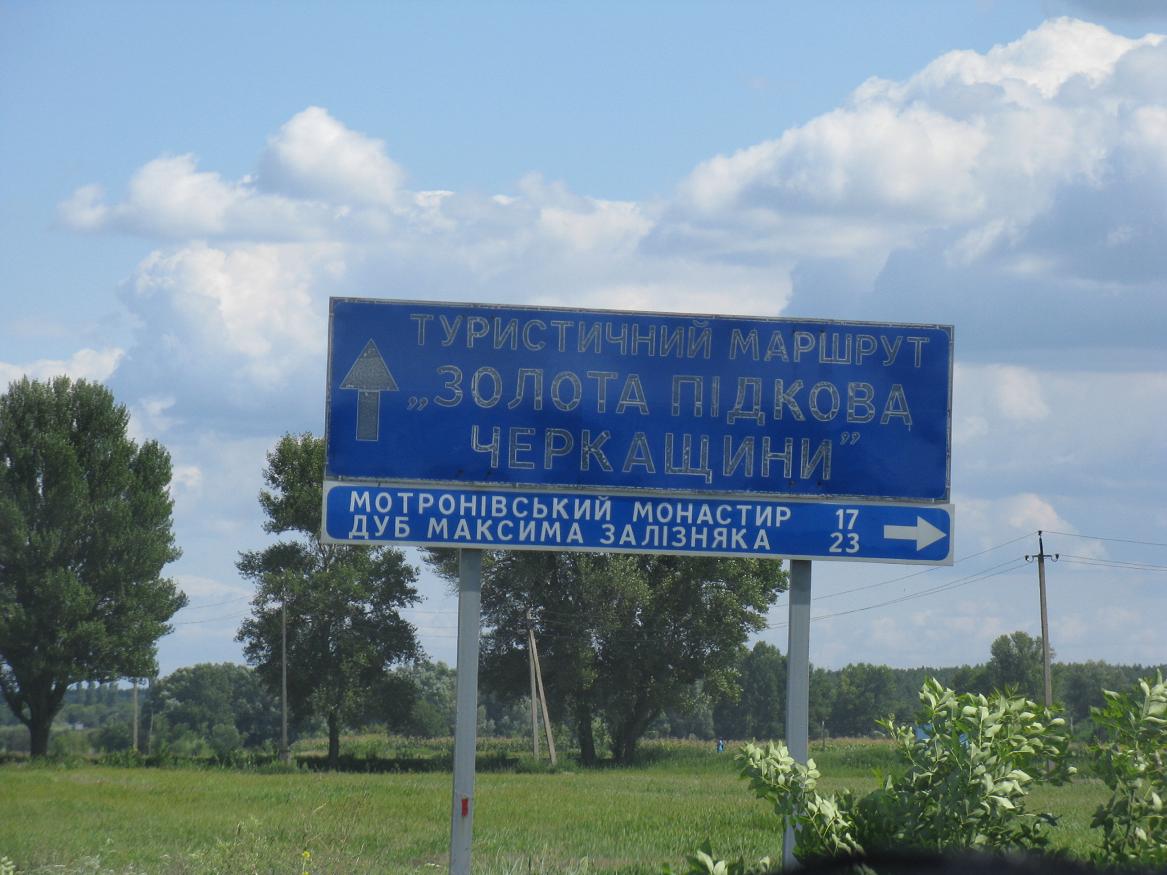 ТУРИСТИЧНИЙ МАРШРУТ
„ЗОЛОТА ПІДКОВА
ЧЕРКАЩИНИ”
МОТРОНІВСЬКИЙ МОНАСТИР 17
ДУБ МАКСИМА ЗАЛІЗНЯКА 23